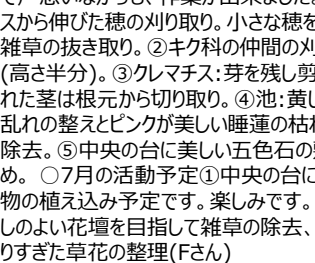 て、思いながらも、作業が出来ました
スから伸びた穂の刈り取り。小さな穂を
雑草の抜き取り。②キク科の仲間の刈
(高さ半分)。③クレマチス:芽を残し剪
れた茎は根元から切り取り。④池:黄し
乱れの整えとピンクが美しい睡蓮の枯
除去。⑤中央の台に美しい五色石の
め。 ○7月の活動予定①中央の台に
物の植え込み予定です。楽しみです。
しのよい花壇を目指して雑草の除去、
りすぎた草花の整理(Fさん)